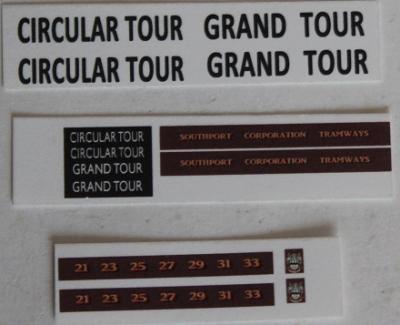 CIRCULAR TOUR GRAND TOUR
CIRCULAR TOUR GRAND TOUR
CIRCULAR TOUR
CIRCULAR TOUR
GRAND TOUR
GRAND TOUR
SOUTHPORT CORPORATION TRAMWAYS
SOUTHPORT CORPORATION TRAMWAYS
21 23 25 27 29 31 33
21 23 25 27 29 31 33